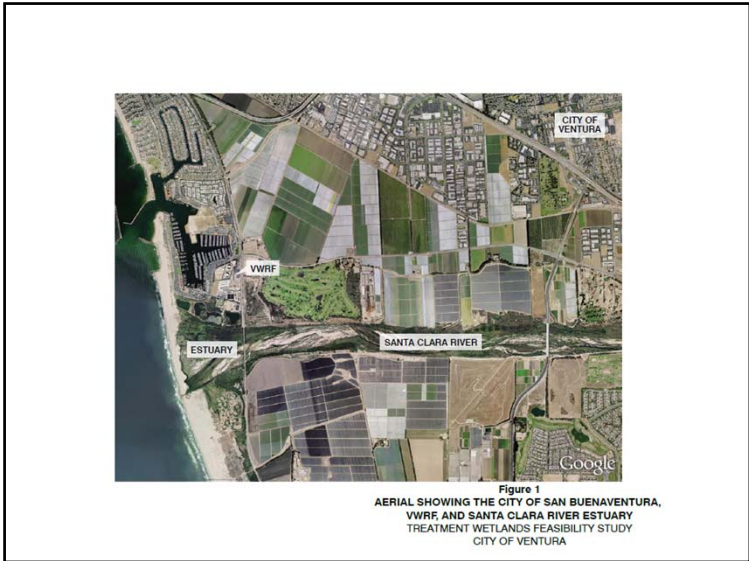 CITY OF
VENTURA
VWRF
SANTA CLARA RIVER
ESTUARY
Google
Figure 1
AERIAL SHOWING THE CITY OF SAN BUENAVENTURA,
VWRF, AND SANTA CLARA RIVER ESTUARY
TREATMENT WETLANDS FEASIBILITY STUDY
CITY OF VENTURA